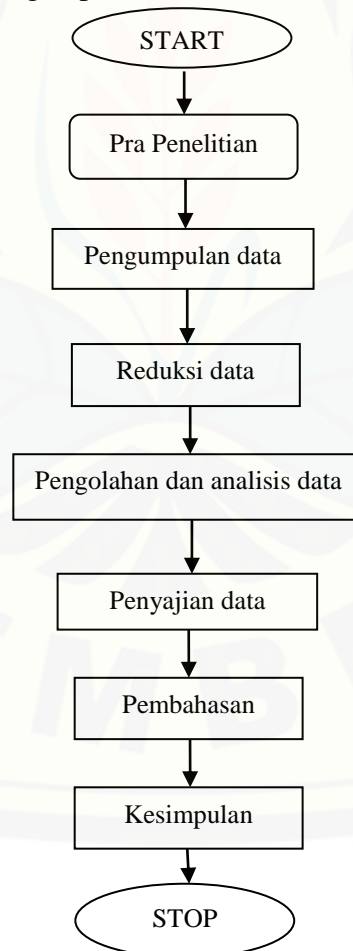 START
Pra Penelitian
Pengumpulan data
Reduksi data
Pengolahan dan analisis data
Penyajian data
Pembahasan
Kesimpulan
STOP